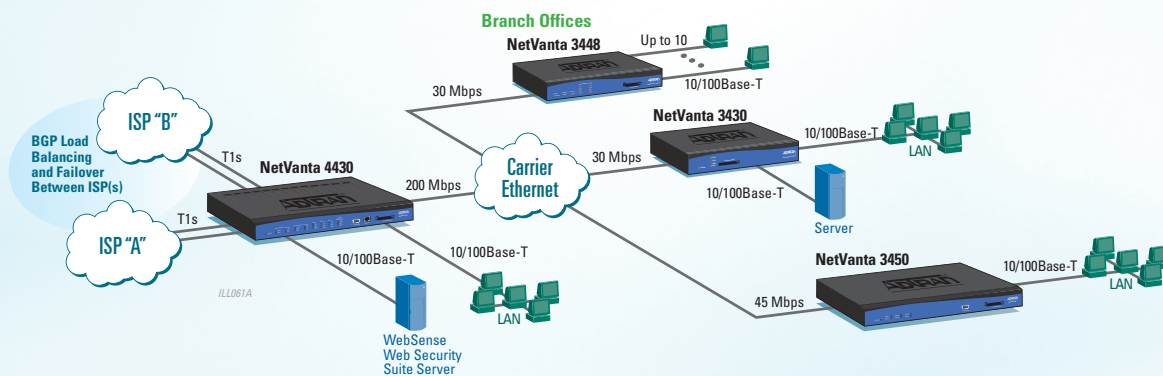 Branch Offices
NetVanta 3448
Up to 10
10/100Base-T
30 Mbps
ISP "B"
BGP Load
Balancing
and Failover
Between ISP(s)
T1s
NetVanta 4430
200 Mbps
Carrier
Ethernet
30 Mbps
NetVanta 3430
10/100Base-T
LAN
10/100Base-T
Server
T1s
ISP "A"
10/100Base-T
10/100Base-T
LAN
WebSense
Web Security
Suite Server
ILL061A
45 Mbps
NetVanta 3450
10/100Base-T
LAN